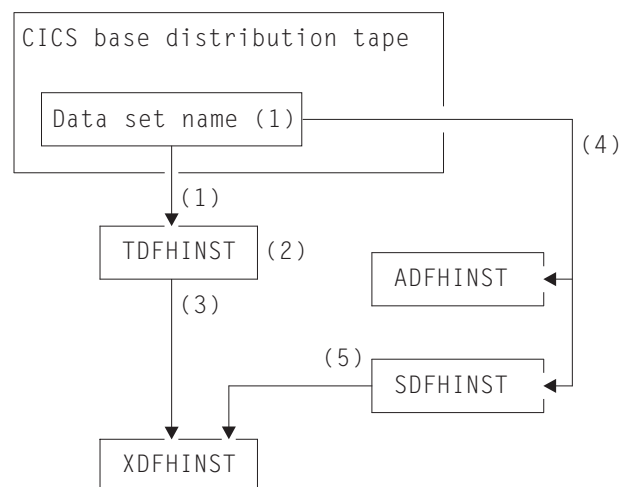 CICS base distribution tape
Data set name (1)
(4)
(1)
TDFHINST (2)
ADFHINST
(3)
(5)
SDFHINST
XDFHINST